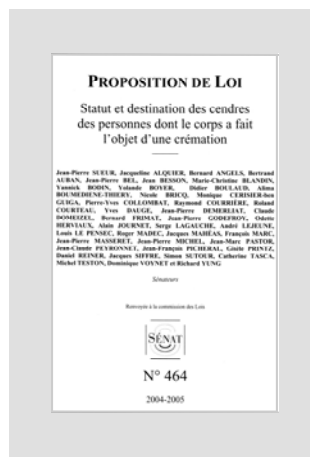 PROPOSITION DE LOI
Statut et destination des cendres
des personnes dont le corps a fait
l'objet d'une crémation
Jean-Pierre SUEUR, Jacqueline ALQUIER, Bernard ANGELS, Bertrand
AUBAN, Jean-Pierre BEL, Jean BESSON, Marie-Christine BLANDIN,
Yannick BODIN, Yolande BOYER, Didier BOULAUD, Alima
BOUMEDIENE-THIERY, Nicole BRICQ, Monique CERISIER-ben
GUIGA, Pierre-Yves COLLOMBAT, Raymond COURRIÈRE, Roland
COURTEAU, Yves DAUGE, Jean-Pierre DEMERLIAT, Claude
DOMEIZEL, Bernard FRIMAT, Jean-Pierre GODEFROY, Odette
HERVIAUX, Alain JOURNET, Serge LAGAUCHE, André LEJEUNE,
Louis LE PENSEC, Roger MADEC, Jacques MAHÉAS, François MARC,
Jean-Pierre MASSERET, Jean-Pierre MICHEL, Jean-Marc PASTOR,
Jean-Claude PEYRONNET, Jean-François PICHERAL, Gisèle PRINTZ,
Daniel REINER, Jacques SIFFRE, Simon SUTOUR, Catherine TASCA,
Michel TESTON, Dominique VOYNET et Richard YUNG
Sénateurs
Renvoyée à la commission des Lois
SÉNAT
N° 464
2004-2005